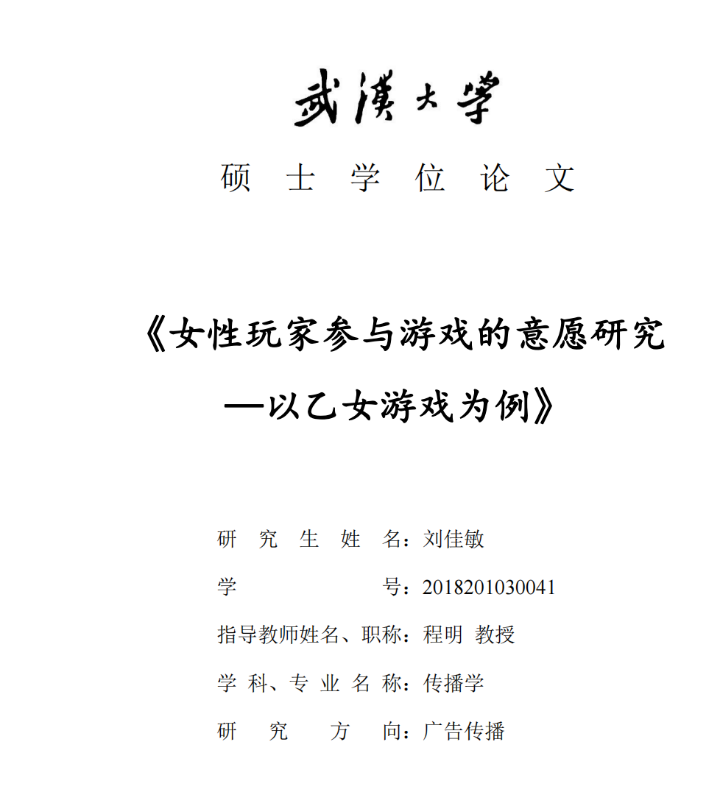 武漢大学
硕士学位论文
《女性玩家参与游戏的意愿研究
—以乙女游戏为例》
研究生姓名：刘佳敏
学号：2018201030041
指导教师姓名、职称：程明 教授
学科、专业名称：传播学
研究方向：广告传播